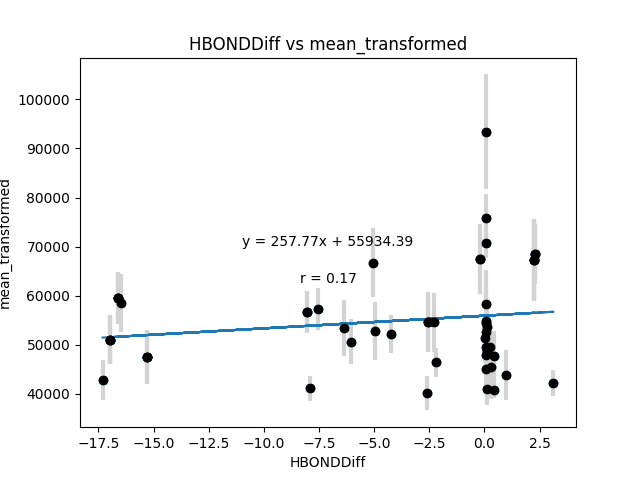 HBONDDiff vs mean_transformed
100000
90000
80000
70000
60000
50000
40000
mean_transformed
y = 257.77x + 55934.39
r = 0.17
−17.5 −15.0 −12.5 −10.0 −7.5 −5.0 −2.5 0.0 2.5
HBONDDiff